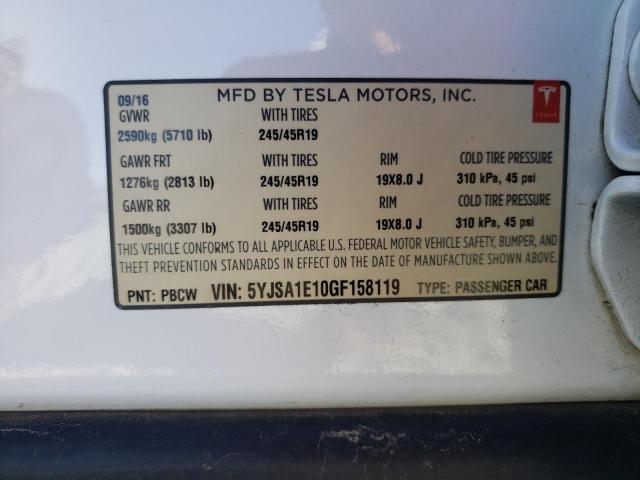 09/16 MFD BY TESLA MOTORS, INC.
TESLA
GVWR WITH TIRES
2590kg (5710 lb) 245/45R19
GAWR FRT WITH TIRES RIM COLD TIRE PRESSURE
1276kg (2813 lb) 245/45R19 19X8.0 J 310 kPa, 45 psi
GAWR RR WITH TIRES RIM COLD TIRE PRESSURE
1500kg (3307 lb) 245/45R19 19X8.0 J 310 kPa, 45 psi
THIS VEHICLE CONFORMS TO ALL APPLICABLE U.S. FEDERAL MOTOR VEHICLE SAFETY, BUMPER, AND
THEFT PREVENTION STANDARDS IN EFFECT ON THE DATE OF MANUFACTURE SHOWN ABOVE.
PNT: PBCW VIN: 5YJSA1E10GF158119 TYPE: PASSENGER CAR